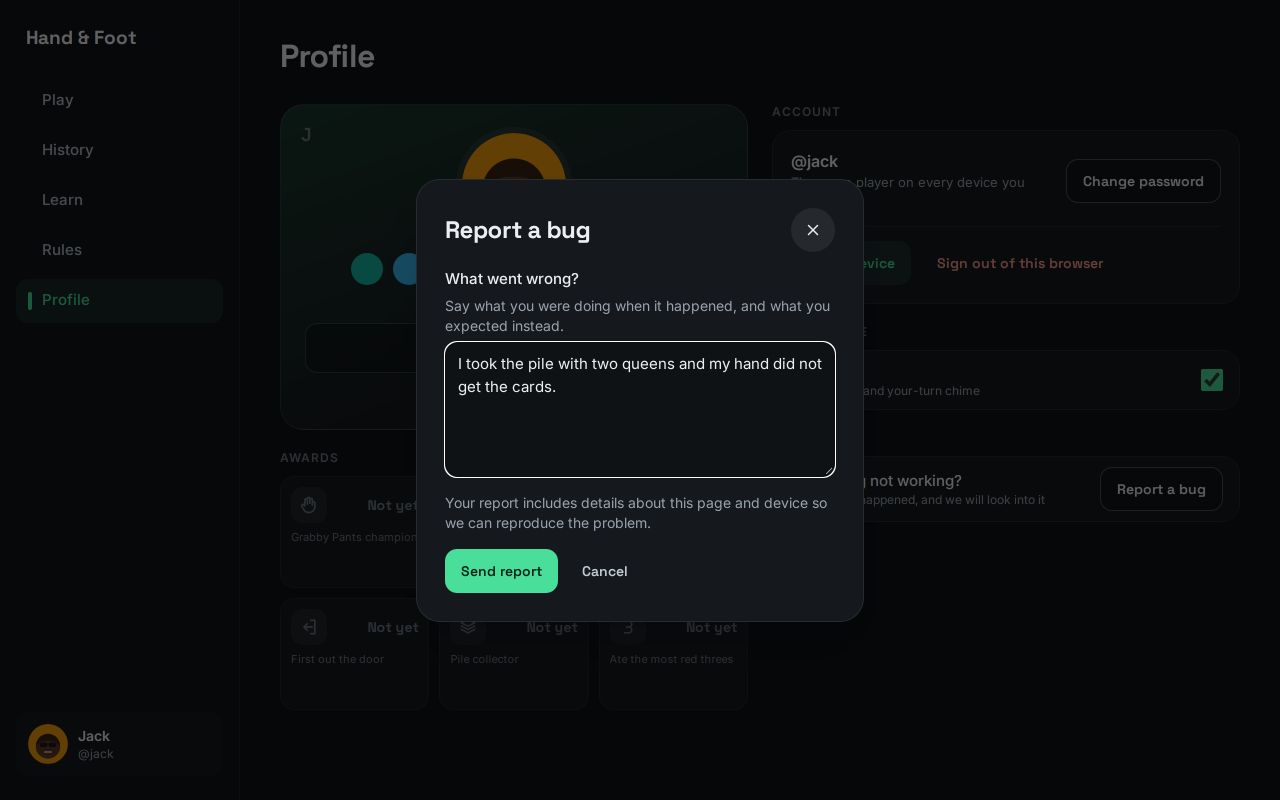 Hand & Foot
Play
History
Learn
Rules
Profile
Jack
@jack
Profile
J
AWARDS
Not yet
Grabby Pants champion
Not yet
First out the door
Not yet
Pile collector
Not yet
Ate the most red threes
ACCOUNT
@jack
player on every device you
Change password
Sign out of this browser
and your-turn chime
not working?
happened, and we will look into it
Report a bug
Report a bug
What went wrong?
Say what you were doing when it happened, and what you
expected instead.
I took the pile with two queens and my hand did not
get the cards.
Your report includes details about this page and device so
we can reproduce the problem.
Send report
Cancel